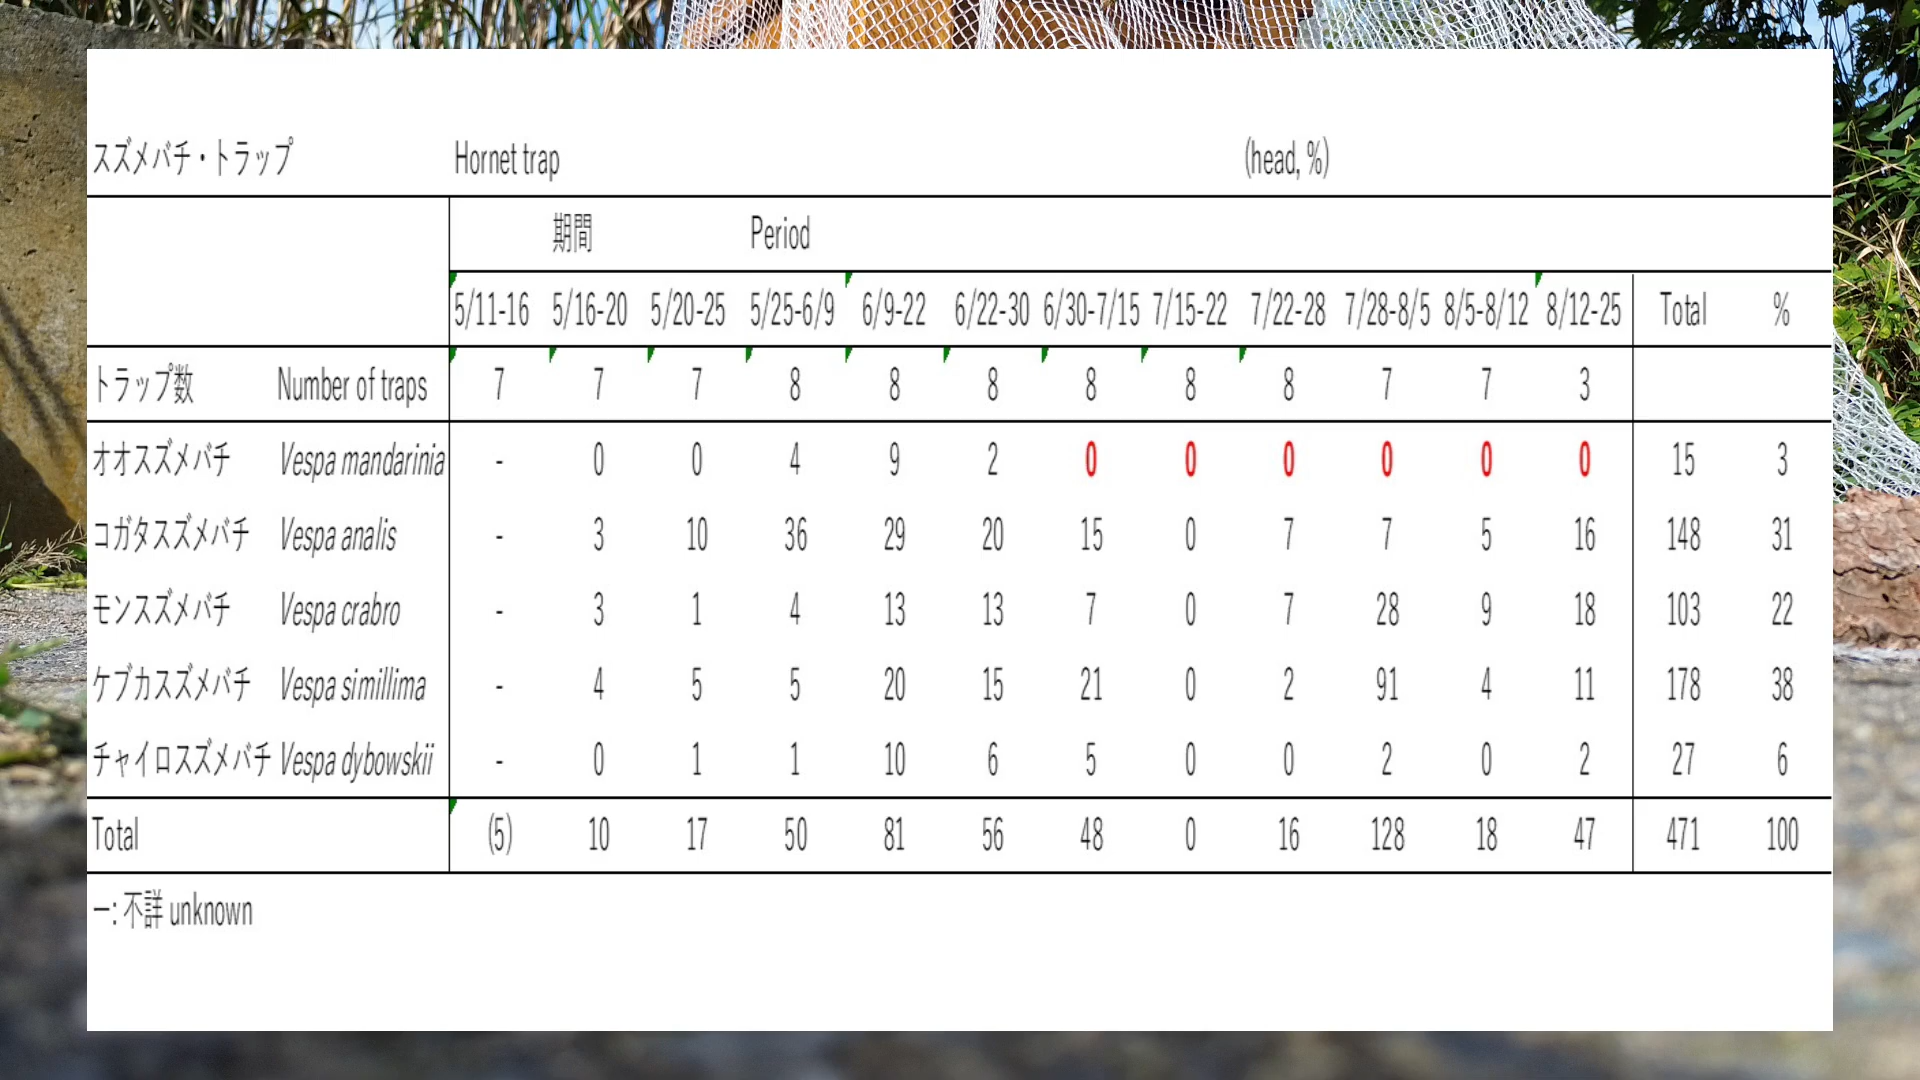 スズメバチ・トラップ Hornet trap (head, %)
期間 Period
5/11-16 5/16-20 5/20-25 5/25-6/9 6/9-22 6/22-30 6/30-7/15 7/15-22 7/22-28 7/28-8/5 8/5-8/12 8/12-25 Total %
トラップ数 Number of traps 7 7 7 8 8 8 8 8 8 7 7 3
オオスズメバチ Vespa mandarinia - 0 0 4 9 2 0 0 0 0 0 0 15 3
コガタスズメバチ Vespa analis - 3 10 36 29 20 15 0 7 7 5 16 148 31
モンスズメバチ Vespa crabro - 3 1 4 13 13 7 0 7 28 9 18 103 22
ケブカスズメバチ Vespa simillima - 4 5 5 20 15 21 0 2 91 4 11 178 38
チャイロスズメバチ Vespa dybowskii - 0 1 1 10 6 5 0 0 2 0 2 27 6
Total (5) 10 17 50 81 56 48 0 16 128 18 47 471 100
ー: 不詳 unknown